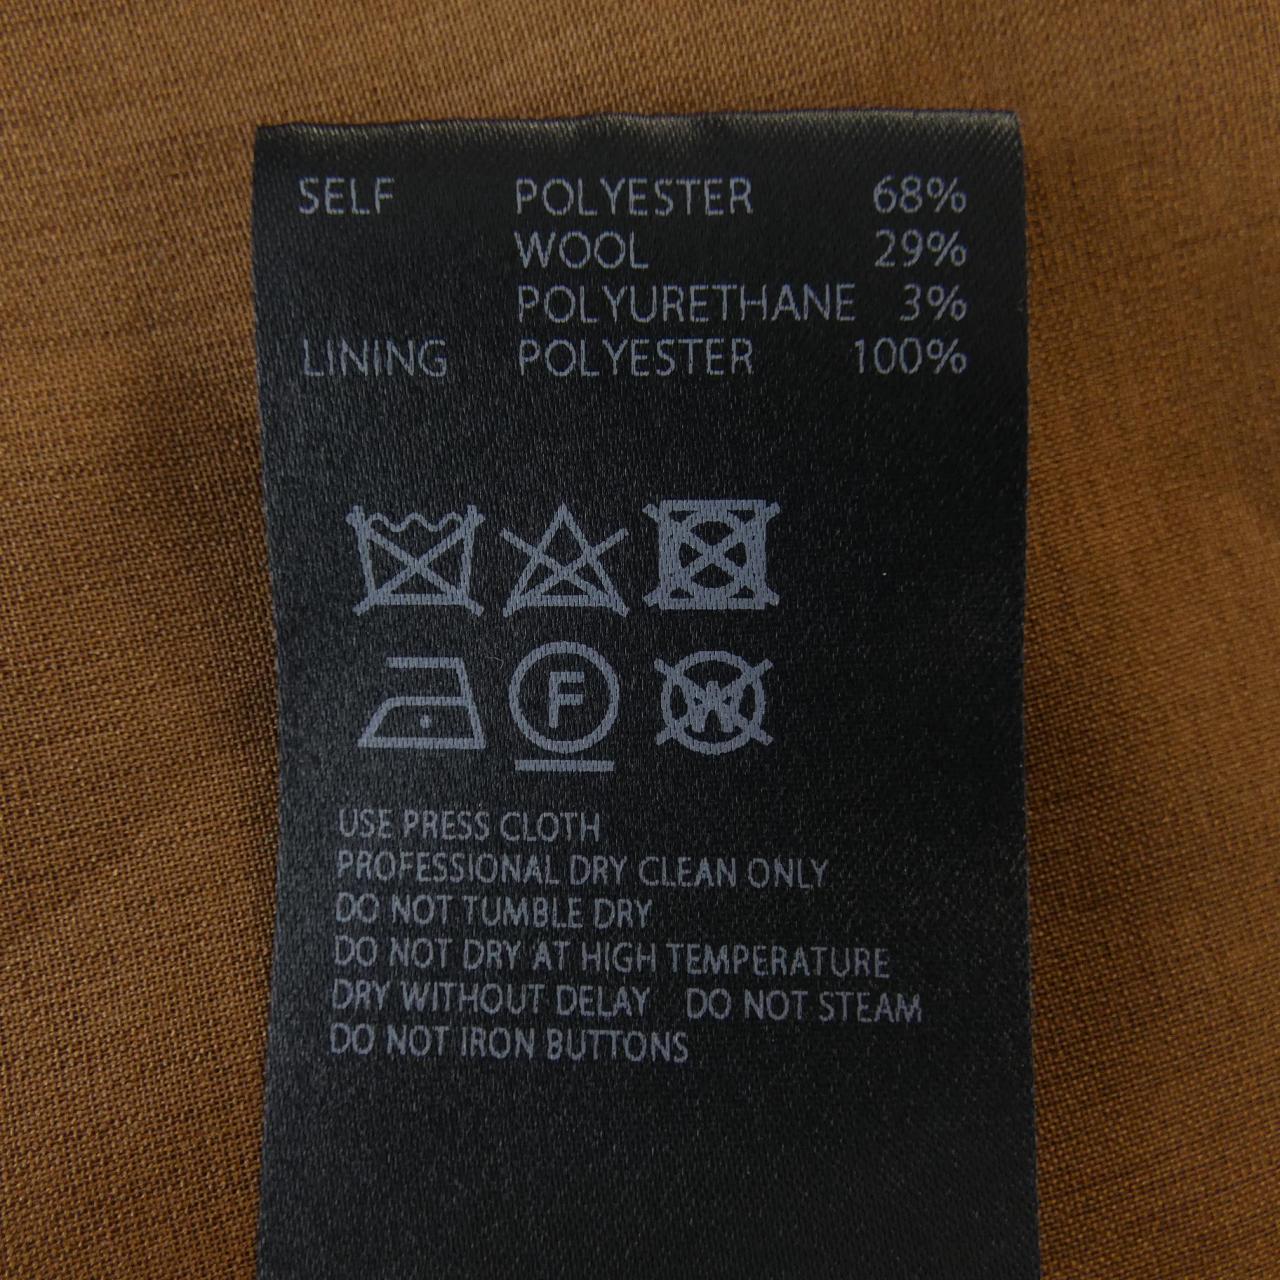 SELF POLYESTER 68%
WOOL 29%
POLYURETHANE 3%
LINING POLYESTER 100%
F W
USE PRESS CLOTH
PROFESSIONAL DRY CLEAN ONLY
DO NOT TUMBLE DRY
DO NOT DRY AT HIGH TEMPERATURE
DRY WITHOUT DELAY DO NOT STEAM
DO NOT IRON BUTTONS